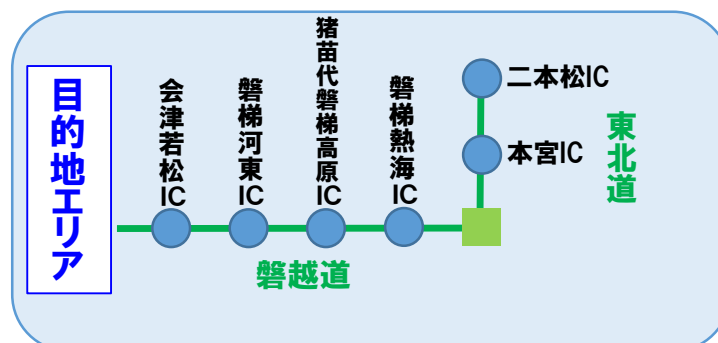 目的地エリア
会津若松IC
磐梯河東IC
猪苗代磐梯高原IC
磐梯熱海IC
二本松IC
本宮IC
東北道
磐越道